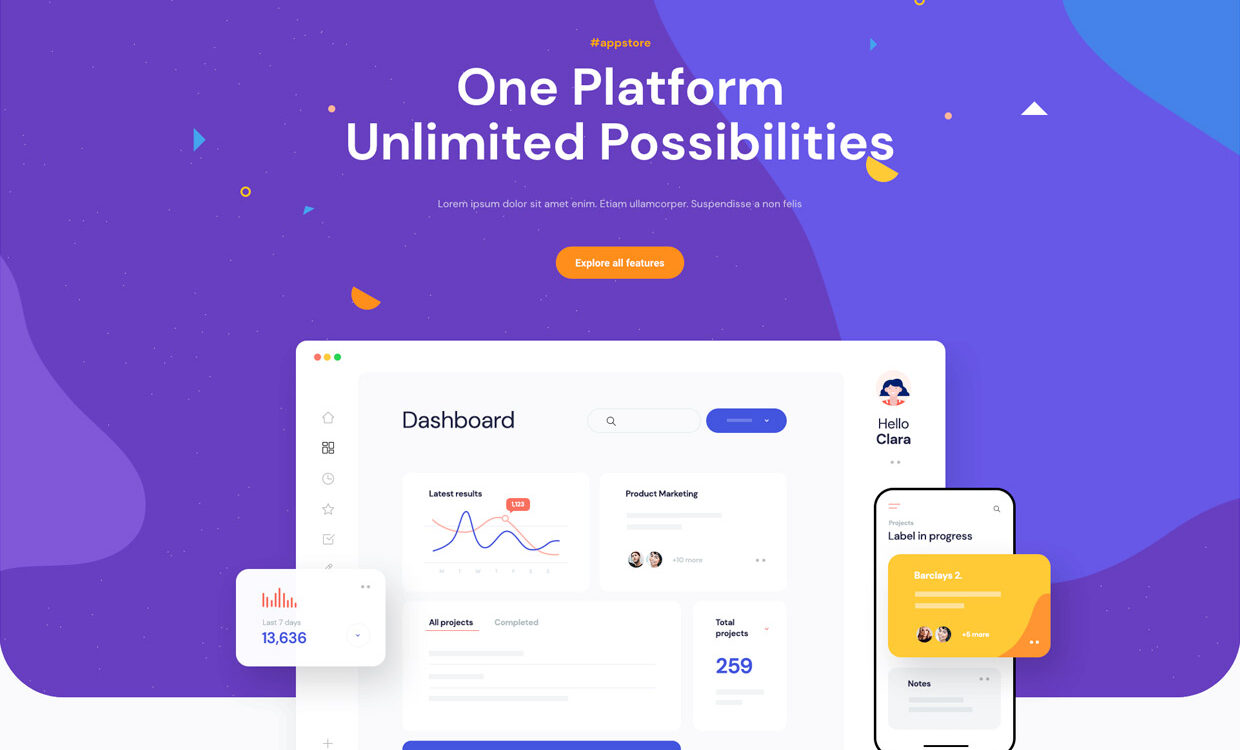 #appstore
One Platform
Unlimited Possibilities
Lorem ipsum dolor sit amet enim. Etiam ullamcorper. Suspendisse a non felis
Explore all features
Dashboard
Hello
Clara
Latest results
1,123
M T W T F S S
Product Marketing
+10 more
Projects
Label in progress
Barclays 2.
+8 more
Notes
Last 7 days
13,636
All projects
Completed
Total
projects
259